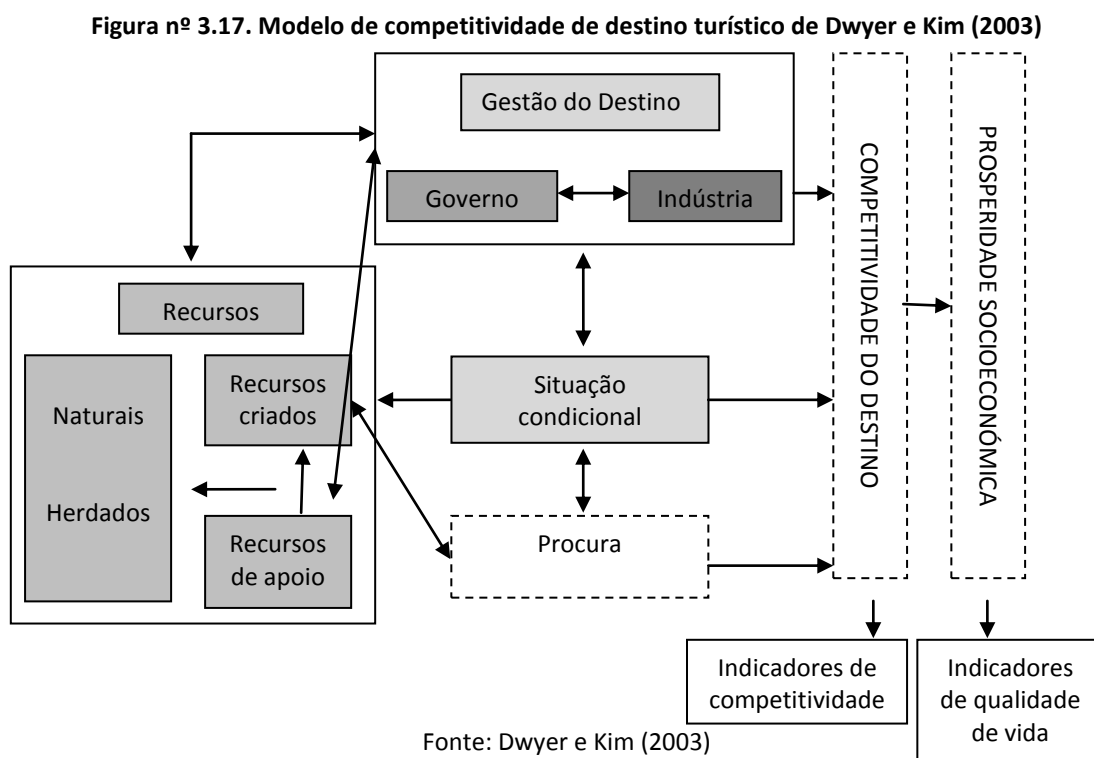 Figura nº 3.17. Modelo de competitividade de destino turístico de Dwyer e Kim (2003)
Gestão do Destino
Governo
Indústria
Recursos
Naturais
Herdados
Recursos
criados
Recursos
de apoio
Situação
condicional
Procura
COMPETITIVIDADE DO DESTINO
PROSPERIDADE SOCIOECONÓMICA
Indicadores de
competitividade
Indicadores
de qualidade
de vida
Fonte: Dwyer e Kim (2003)